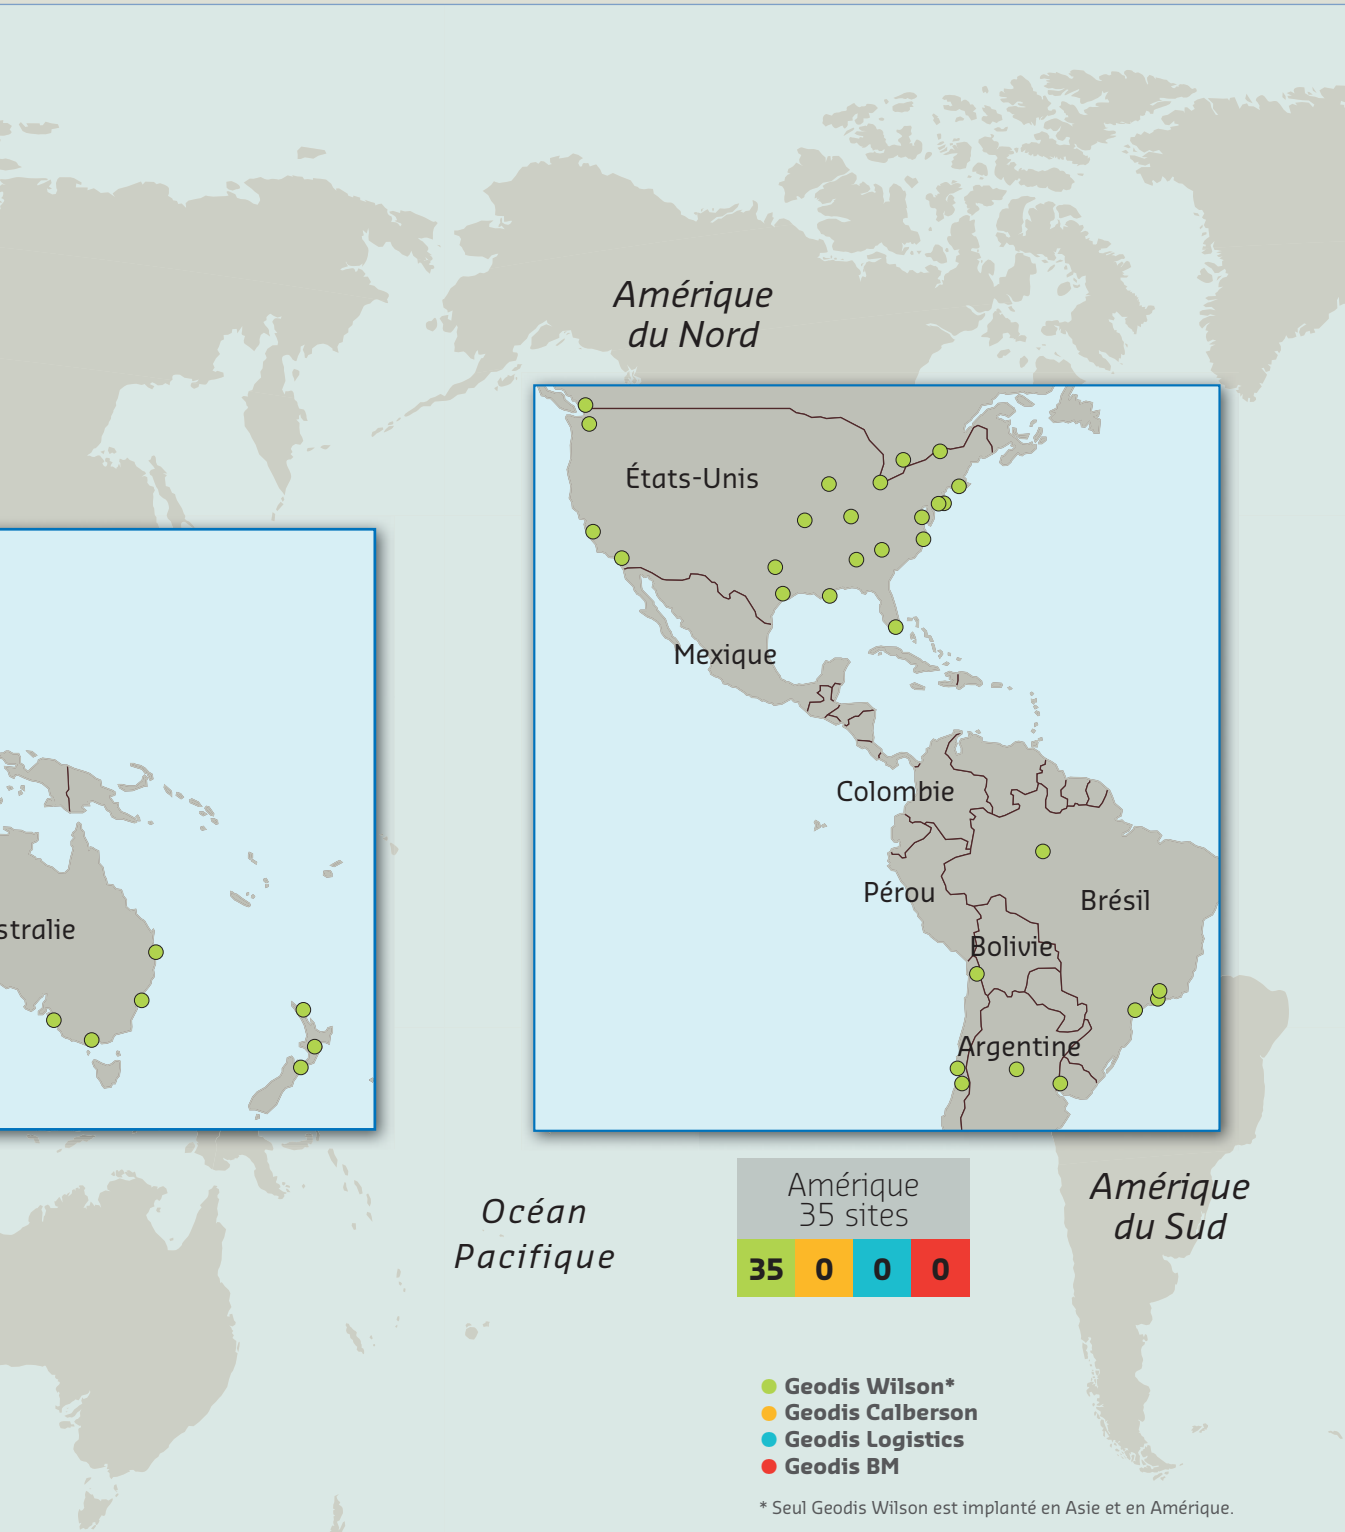 Amérique
du Nord
États-Unis
Mexique
Colombie
Pérou
Brésil
Bolivie
Argentine
stralie
Océan
Pacifique
Amérique
du Sud
Amérique
35 sites
35 0 0 0
Geodis Wilson*
Geodis Calberson
Geodis Logistics
Geodis BM
* Seul Geodis Wilson est implanté en Asie et en Amérique.